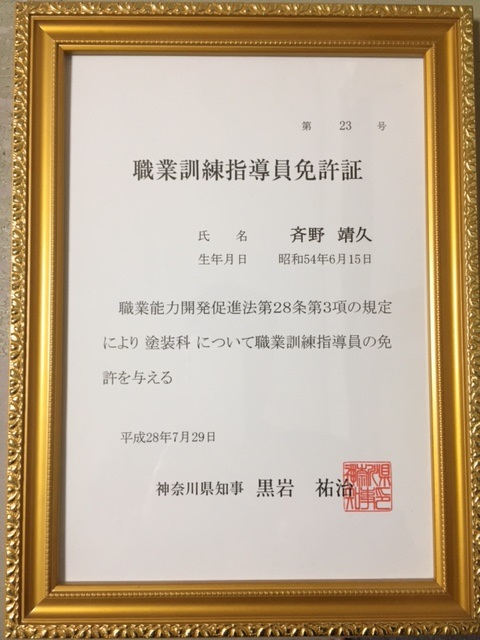 第 23 号
職業訓練指導員免許証
氏 名 斉野 靖久
生年月日 昭和54年6月15日
職業能力開発促進法第28条第3項の規定
により 塗装科 について職業訓練指導員の免
許を与える
平成28年7月29日
神奈川県知事 黒岩 祐治